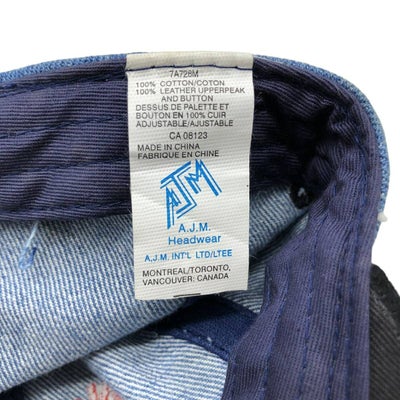 7A728M
100% COTTON/COTON
100% LEATHER UPPERPEAK
AND BUTTON
DESSUS DE PALETTE ET
BOUTON EN 100% CUIR
ADJUSTABLE/AJUSTABLE
CA 08123
MADE IN CHINA
FABRIQUE EN CHINE
AJM
A.J.M.
Headwear
A.J.M. INT'L LTD/LTEE
MONTREAL/TORONTO,
VANCOUVER: CANADA